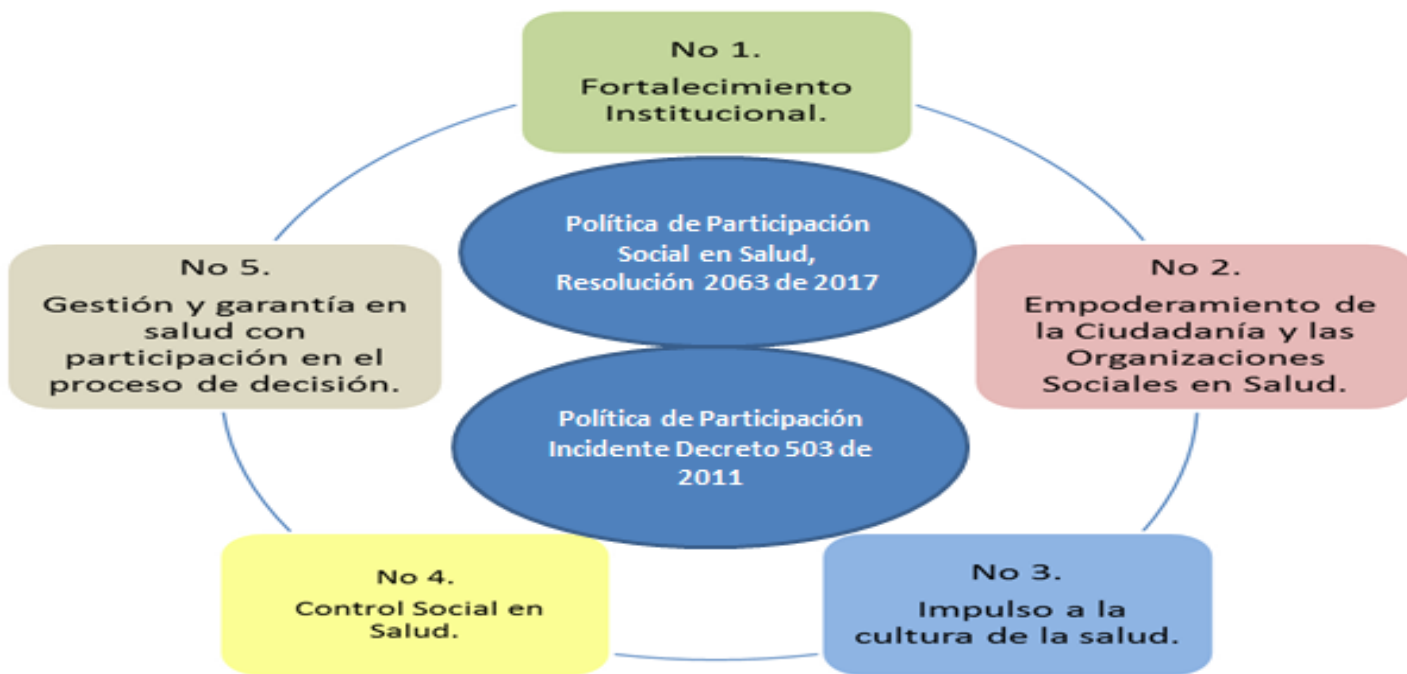 No 1.
Fortalecimiento
Institucional.
Política de Participación
Social en Salud,
Resolución 2063 de 2017
No 5.
Gestión y garantía en
salud con
participación en el
proceso de decisión.
No 2.
Empoderamiento de
la Ciudadanía y las
Organizaciones
Sociales en Salud.
Política de Participación
Incidente Decreto 503 de
2011
No 4.
Control Social en
Salud.
No 3.
Impulso a la
cultura de la salud.